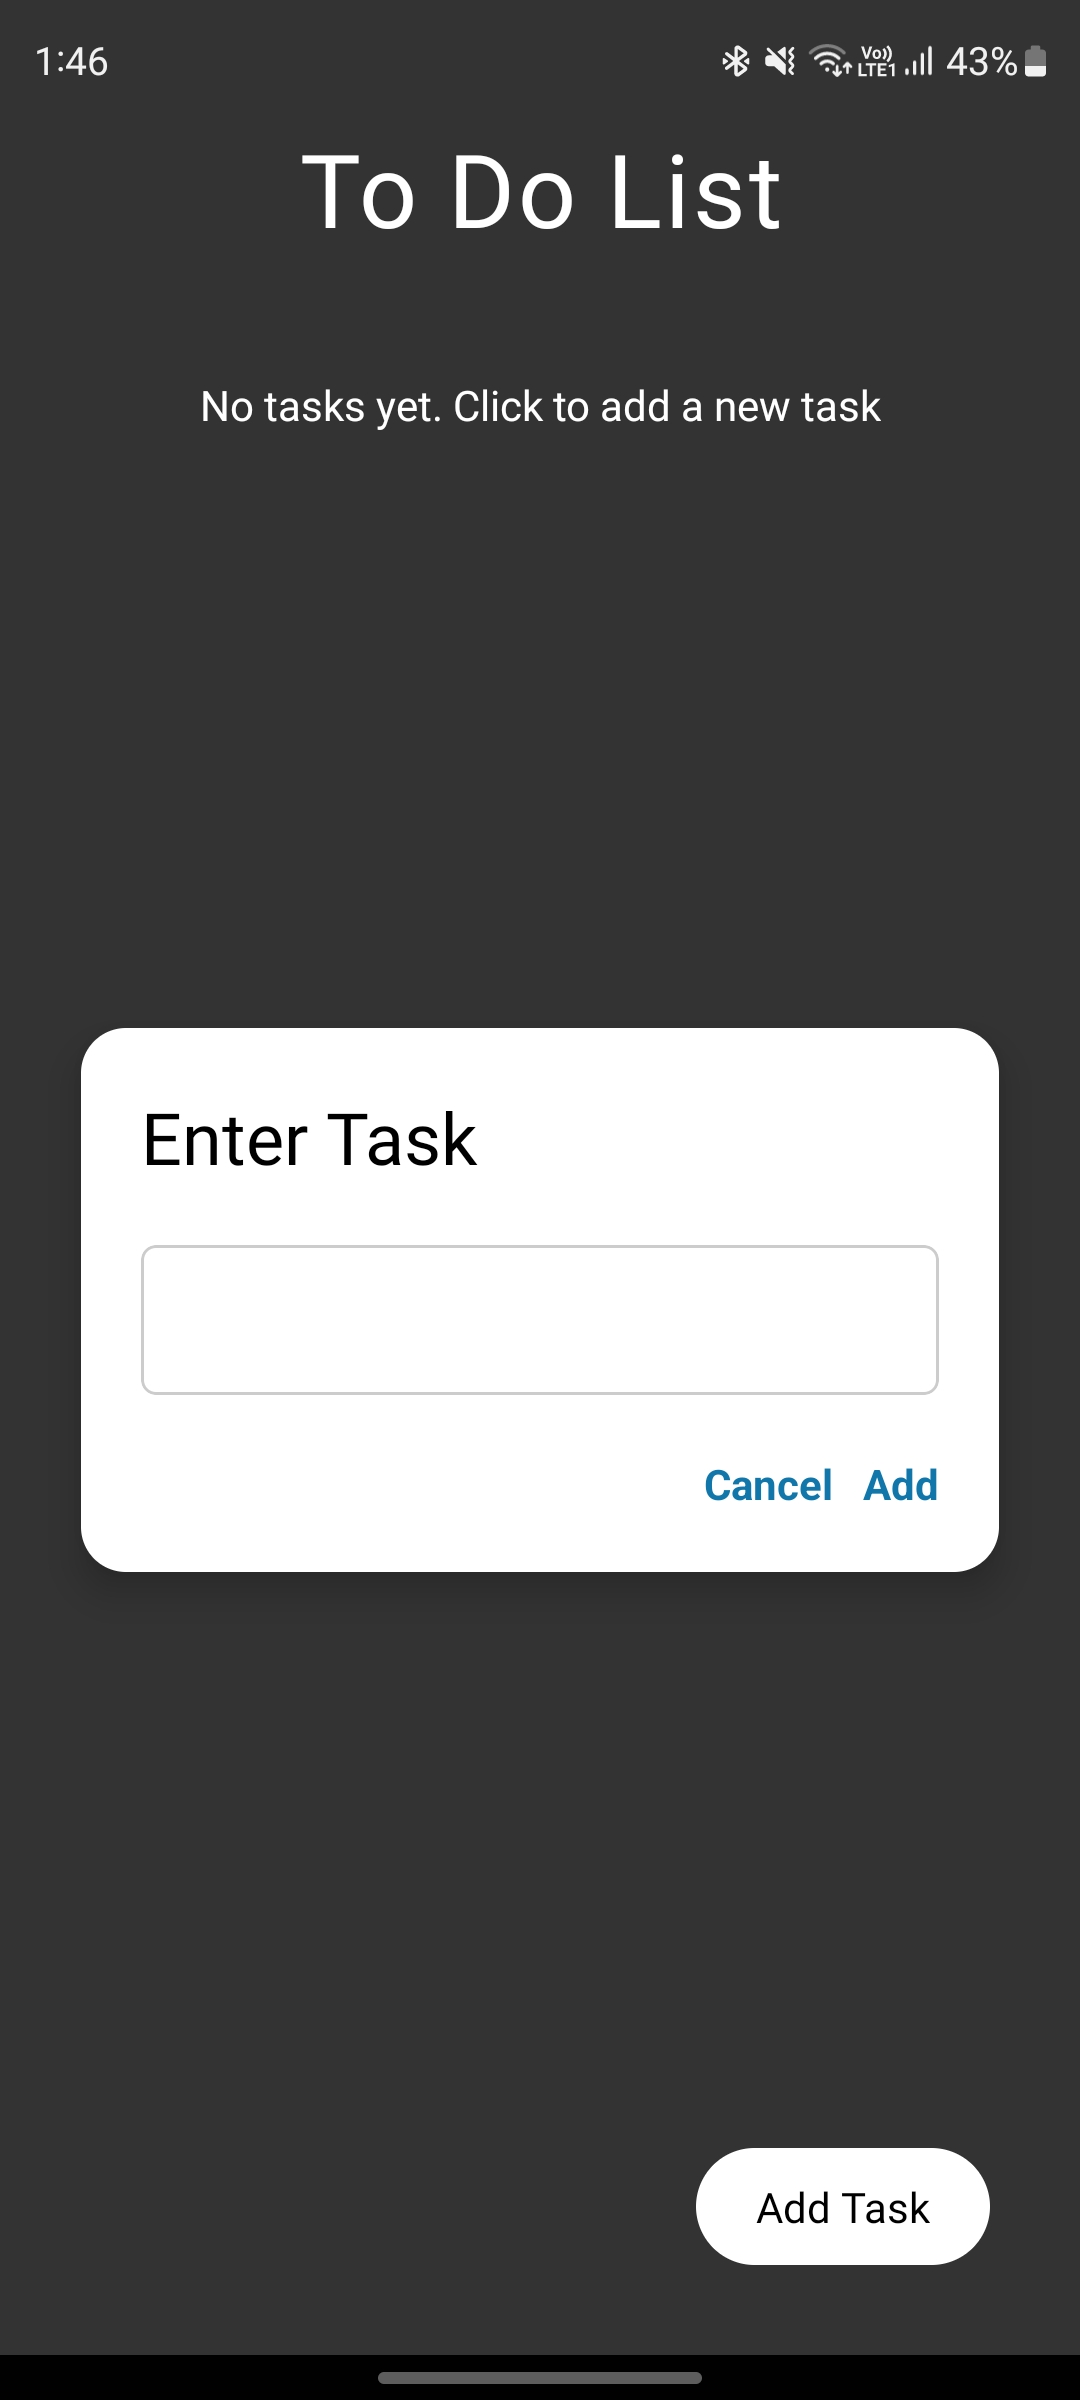 1:46 Vo)) LTE1 43%
To Do List
No tasks yet. Click to add a new task
Enter Task
Cancel Add
Add Task